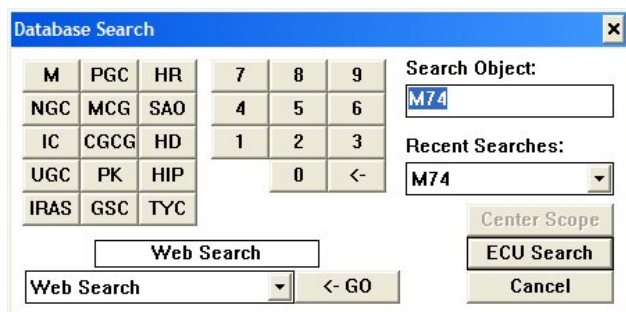 Database Search
M PGC HR 7 8 9 Search Object:
NGC MCG SAO 4 5 6 M74
IC CGCG HD 1 2 3 Recent Searches:
UGC PK HIP 0 <- M74
IRAS GSC TYC Center Scope
Web Search ECU Search
Web Search <- GO Cancel